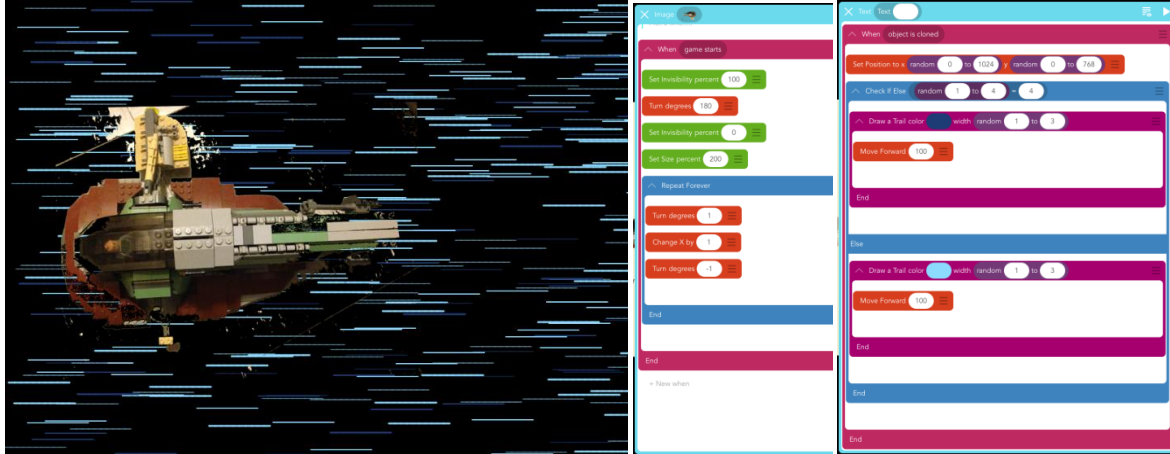 Image
When game starts
Set Invisibility percent 100
Turn degrees 180
Set Invisibility percent 0
Set Size percent 200
Repeat Forever
Turn degrees 1
Change X by 1
Turn degrees -1
End
End
+ New when
Text Text
When object is cloned
Set Position to x random 0 to 1024 y random 0 to 768
Check If Else random 1 to 4 = 4
Draw a Trail color width random 1 to 3
Move Forward 100
End
Else
Draw a Trail color width random 1 to 3
Move Forward 100
End
End
End